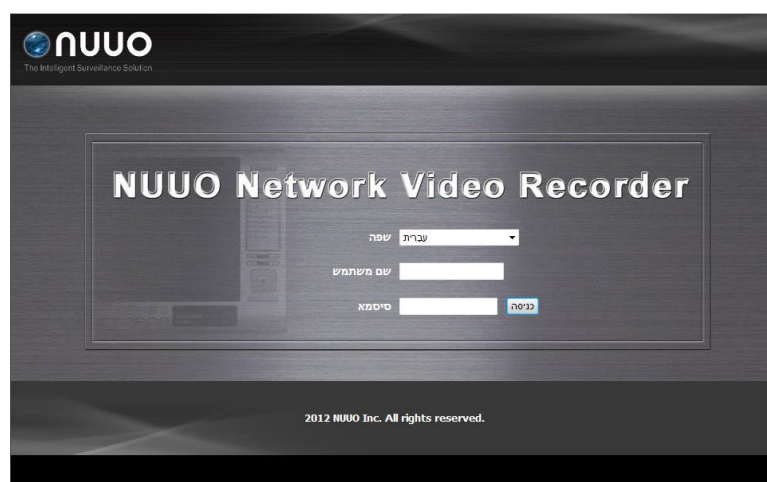 nuuo
The Intelligent Surveillance Solution
NUUO Network Video Recorder
שפה עברית
שם משתמש
סיסמא כניסה
2012 NUUO Inc. All rights reserved.